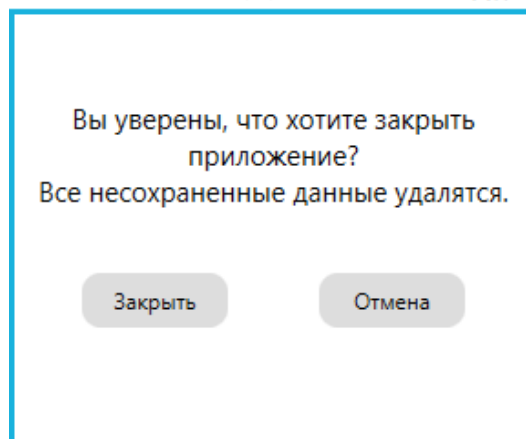 Вы уверены, что хотите закрыть
приложение?
Все несохраненные данные удалятся.
Закрыть
Отмена